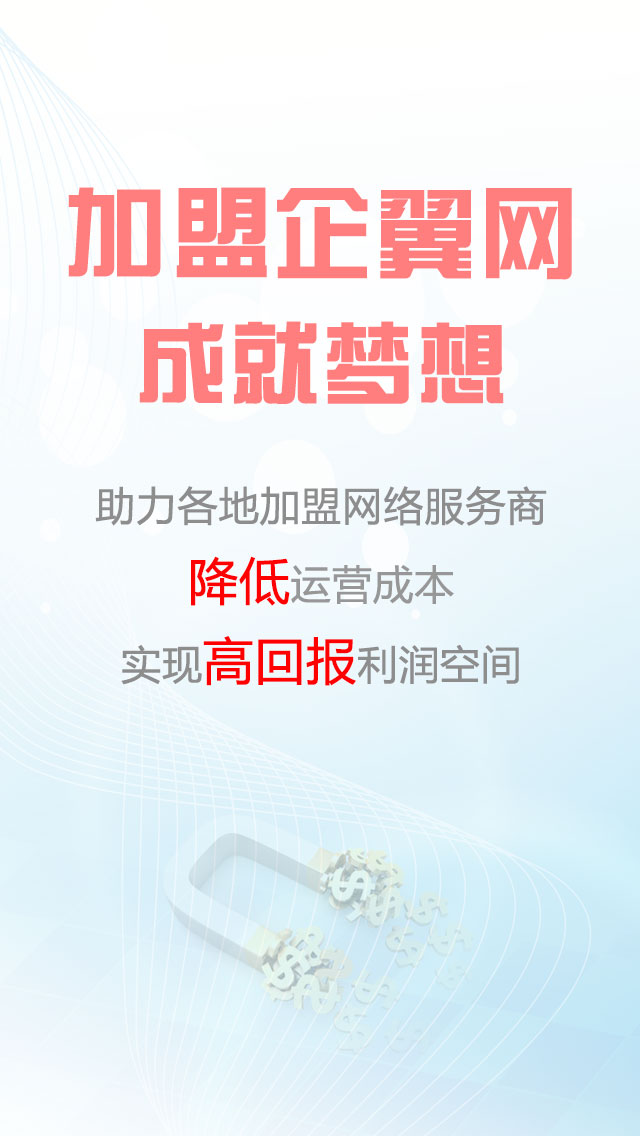 加盟企翼网
成就梦想
助力各地加盟网络服务商
降低运营成本
实现高回报利润空间